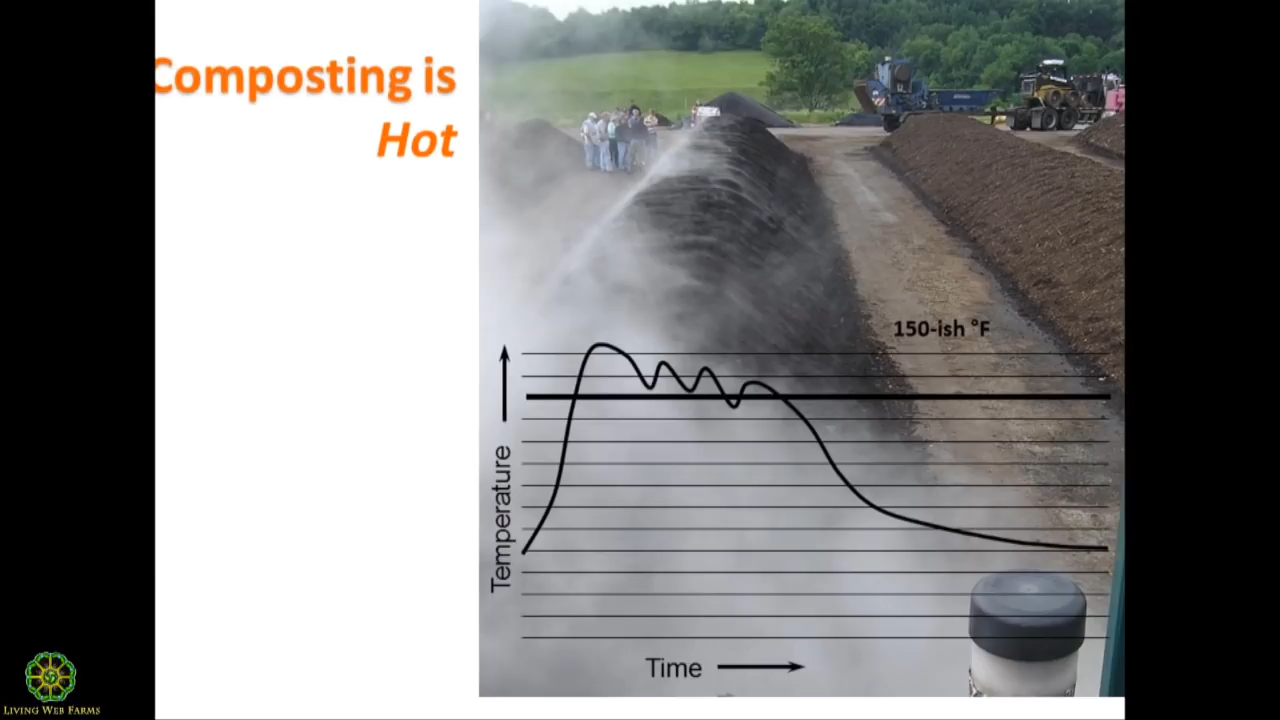 Composting is
Hot
150-ish °F
Temperature
Time
LIVING WEB FARMS